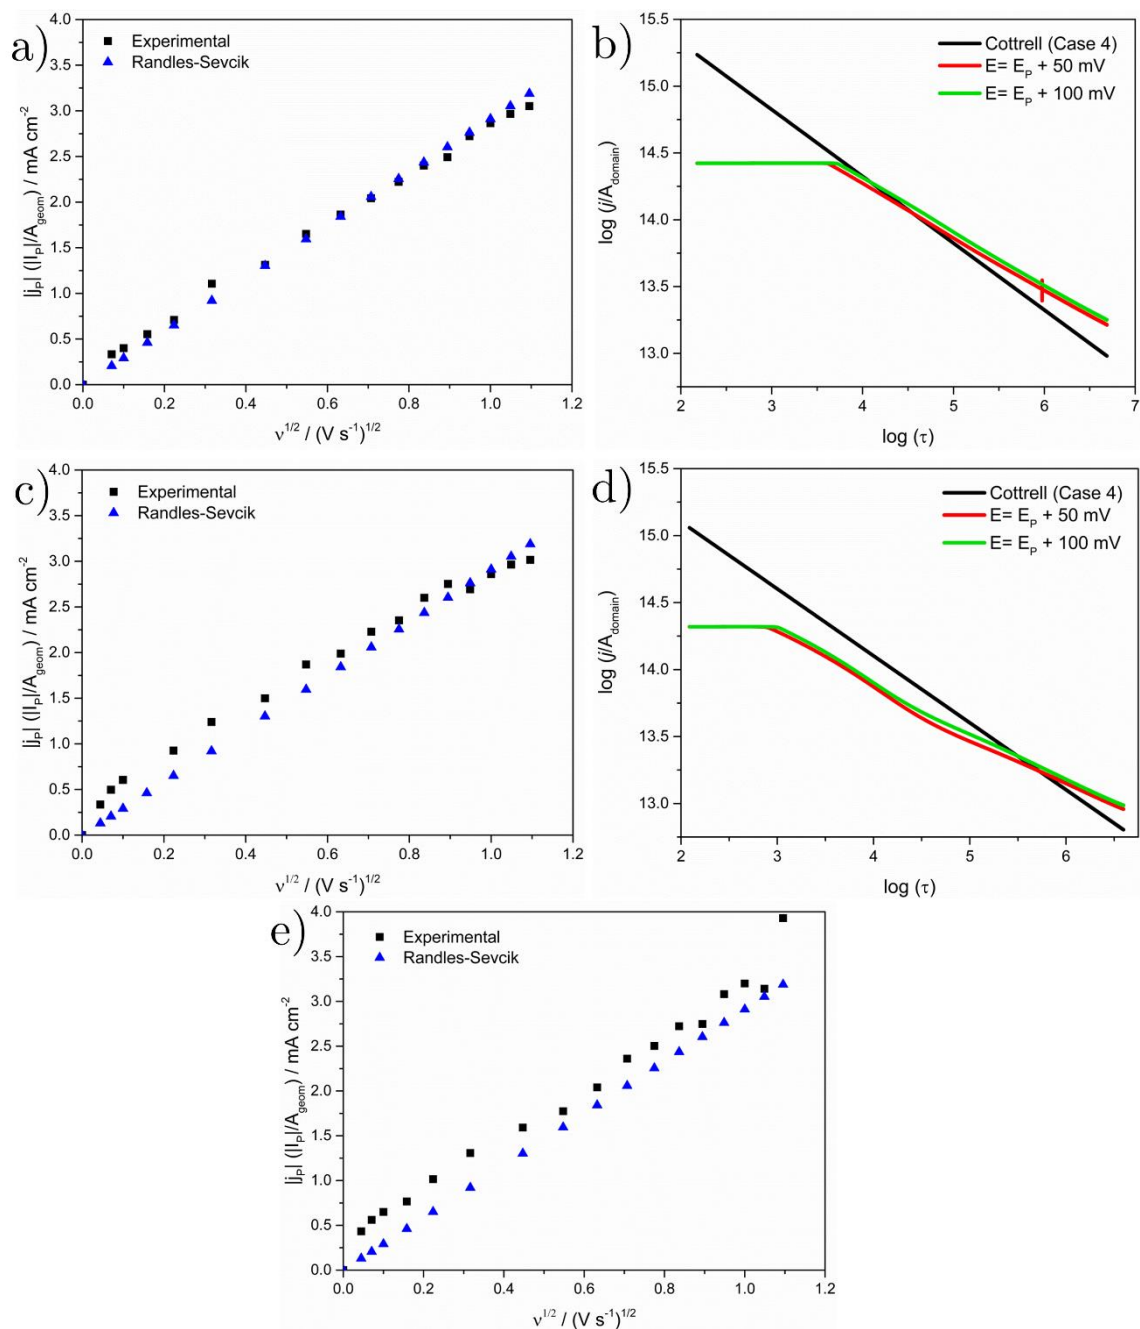 a)
4.0
3.5
3.0
2.5
2.0
1.5
1.0
0.5
0.0
|jₚ| (|Iₚ|/A_geom) / mA cm⁻²
Experimental
Randles-Sevcik
0.0 0.2 0.4 0.6 0.8 1.0 1.2
ν^1/2 / (V s⁻¹)^1/2
b)
15.5
15.0
14.5
14.0
13.5
13.0
log (j/A_domain)
Cottrell (Case 4)
E= Eₚ + 50 mV
E= Eₚ + 100 mV
2 3 4 5 6 7
log (τ)
c)
4.0
3.5
3.0
2.5
2.0
1.5
1.0
0.5
0.0
|jₚ| (|Iₚ|/A_geom) / mA cm⁻²
Experimental
Randles-Sevcik
0.0 0.2 0.4 0.6 0.8 1.0 1.2
ν^1/2 / (V s⁻¹)^1/2
d)
15.5
15.0
14.5
14.0
13.5
13.0
log (j/A_domain)
Cottrell (Case 4)
E= Eₚ + 50 mV
E= Eₚ + 100 mV
2 3 4 5 6
log (τ)
e)
4.0
3.5
3.0
2.5
2.0
1.5
1.0
0.5
0.0
|jₚ| (|Iₚ|/A_geom) / mA cm⁻²
Experimental
Randles-Sevcik
0.0 0.2 0.4 0.6 0.8 1.0 1.2
ν^1/2 / (V s⁻¹)^1/2